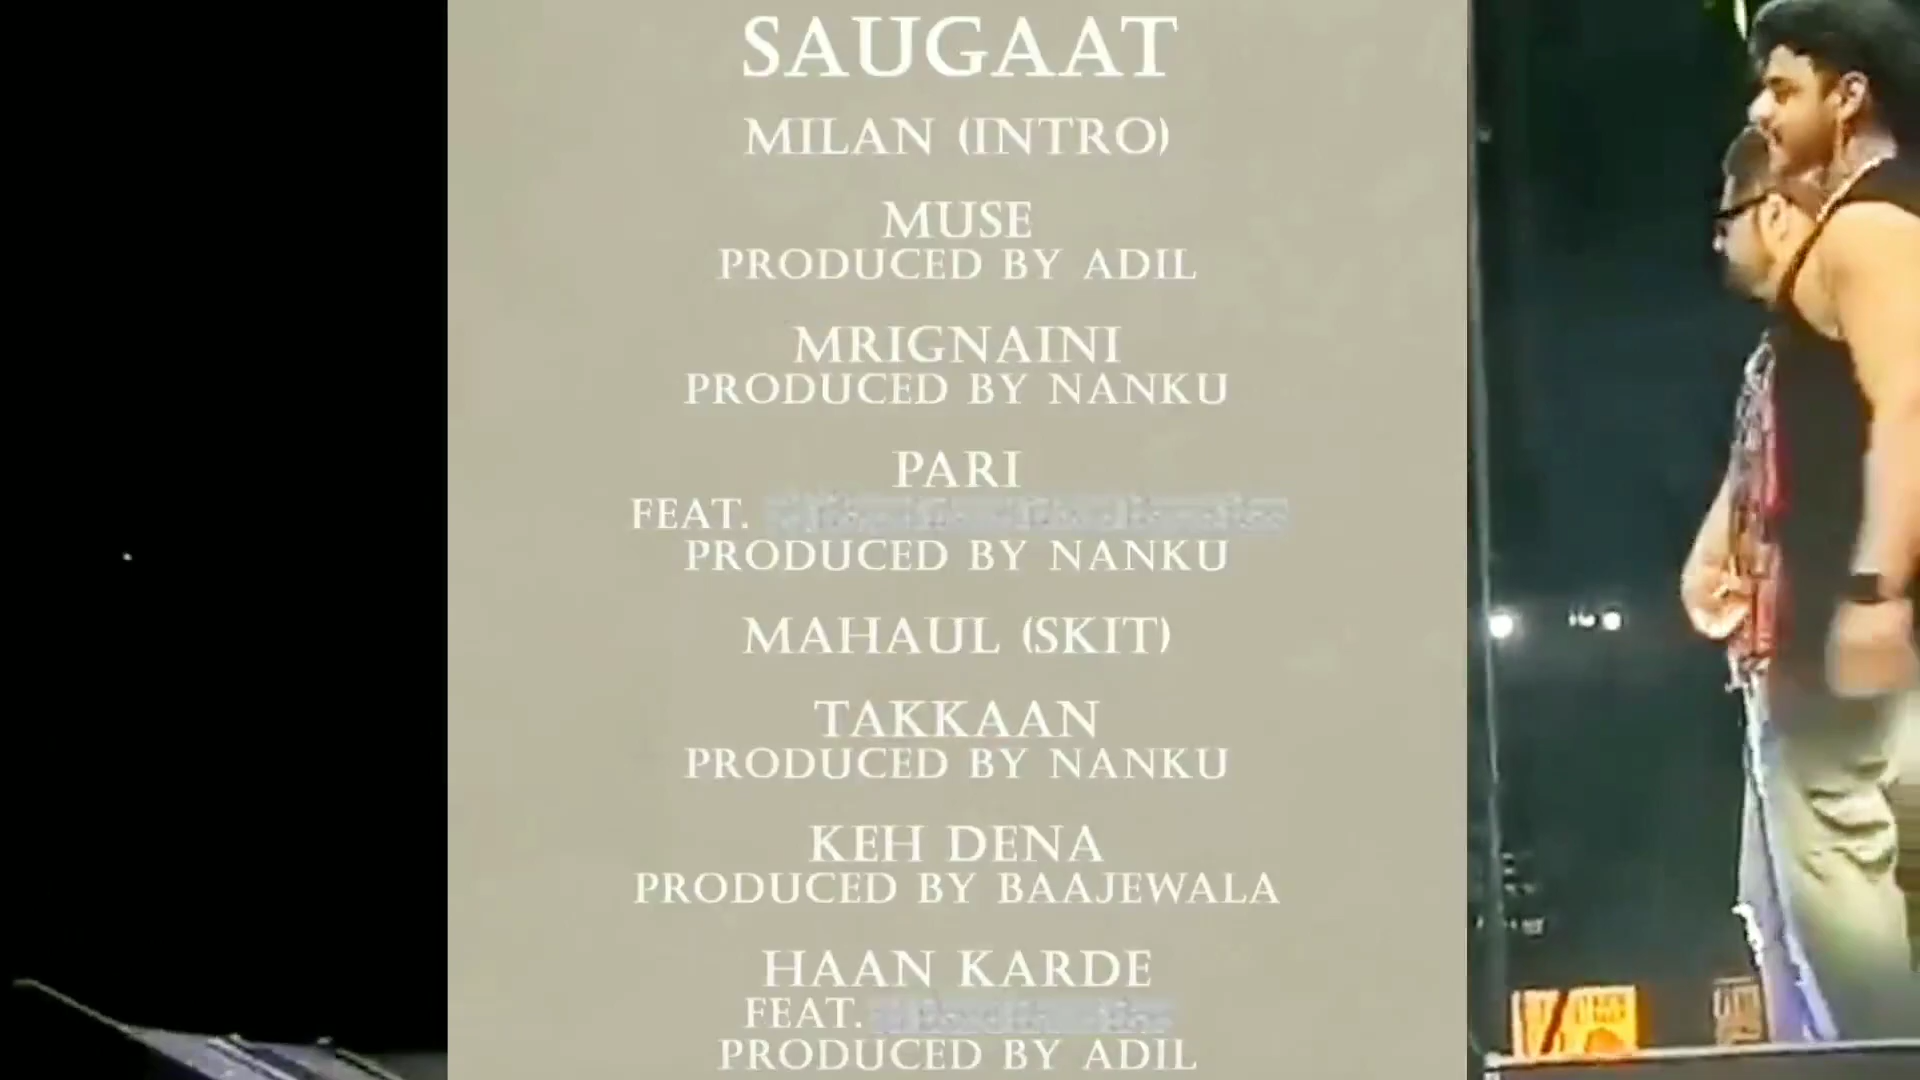 SAUGAAT
MILAN (INTRO)
MUSE
PRODUCED BY ADIL
MRIGNAINI
PRODUCED BY NANKU
PARI
FEAT.
PRODUCED BY NANKU
MAHAUL (SKIT)
TAKKAAN
PRODUCED BY NANKU
KEH DENA
PRODUCED BY BAAJEWALA
HAAN KARDE
FEAT.
PRODUCED BY ADIL